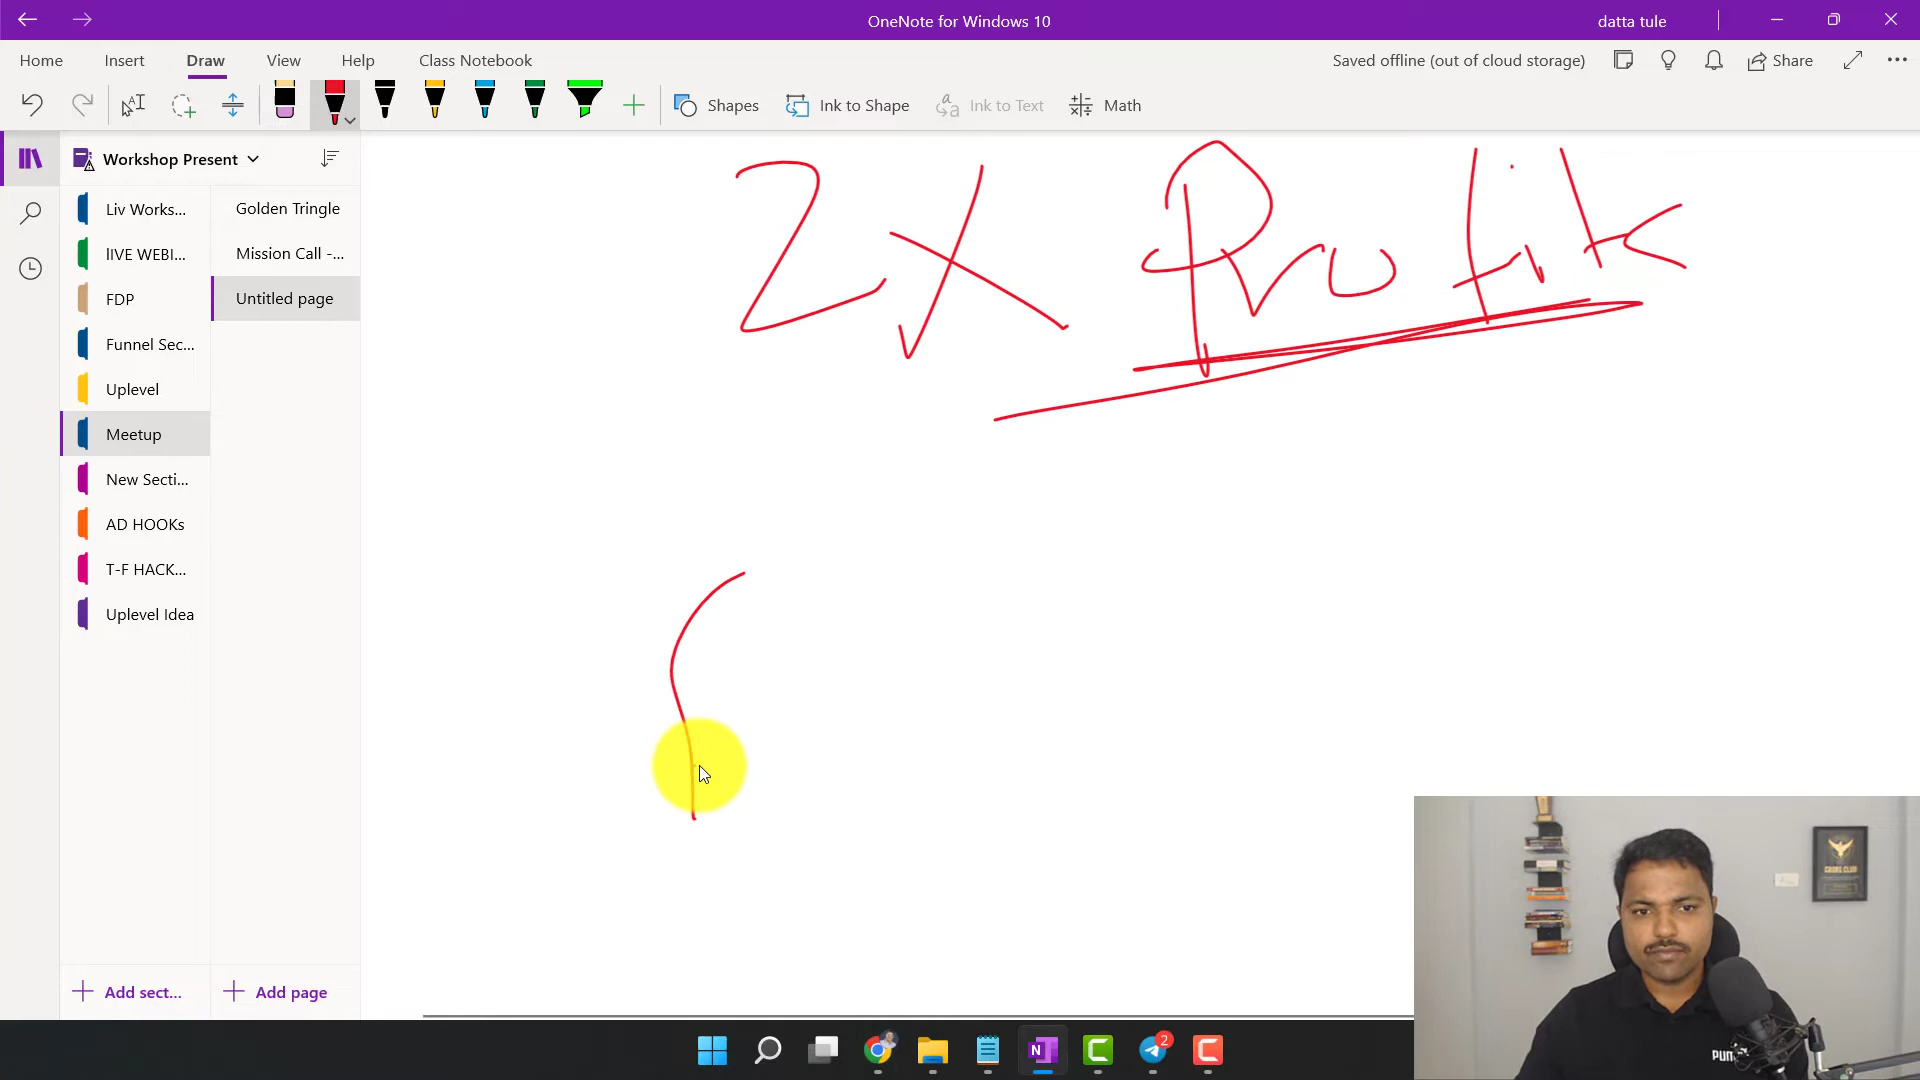 OneNote for Windows 10
datta tule
Home Insert Draw View Help Class Notebook
Saved offline (out of cloud storage)
Share
Shapes
Ink to Shape
Ink to Text
Math
Workshop Present
Liv Works...
lIVE WEBI...
FDP
Funnel Sec...
Uplevel
Meetup
New Secti...
AD HOOKs
T-F HACK...
Uplevel Idea
Add sect...
Golden Tringle
Mission Call -...
Untitled page
Add page
2x Profit
2